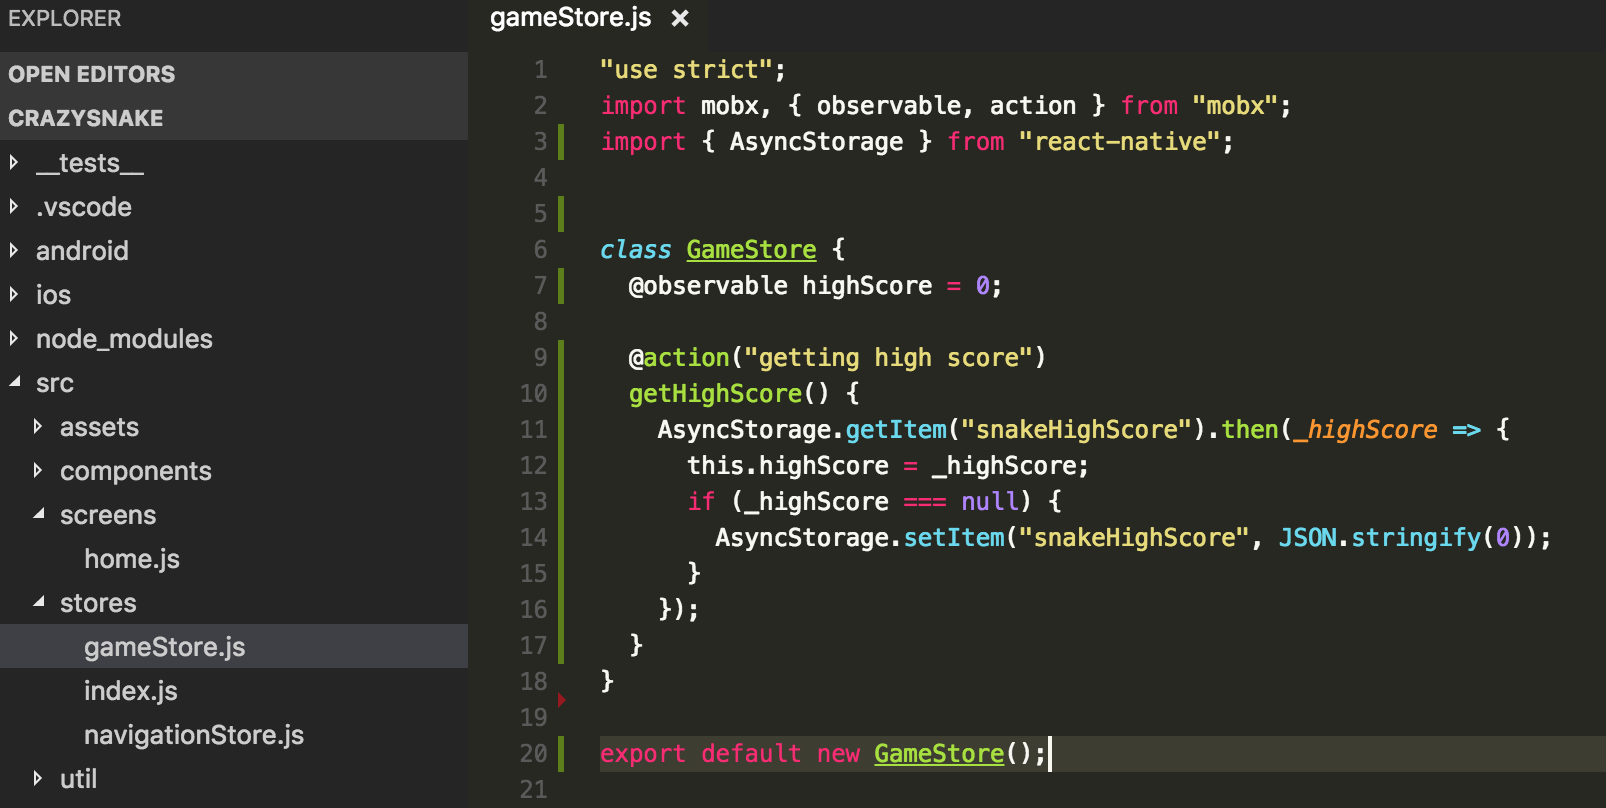 EXPLORER
OPEN EDITORS
CRAZYSNAKE
__tests__
.vscode
android
ios
node_modules
src
assets
components
screens
home.js
stores
gameStore.js
index.js
navigationStore.js
util
gameStore.js ×
1 "use strict";
2 import mobx, { observable, action } from "mobx";
3 import { AsyncStorage } from "react-native";
4
5
6 class GameStore {
7   @observable highScore = 0;
8
9   @action("getting high score")
10   getHighScore() {
11     AsyncStorage.getItem("snakeHighScore").then(_highScore => {
12       this.highScore = _highScore;
13       if (_highScore === null) {
14         AsyncStorage.setItem("snakeHighScore", JSON.stringify(0));
15       }
16     });
17   }
18 }
19
20 export default new GameStore();
21